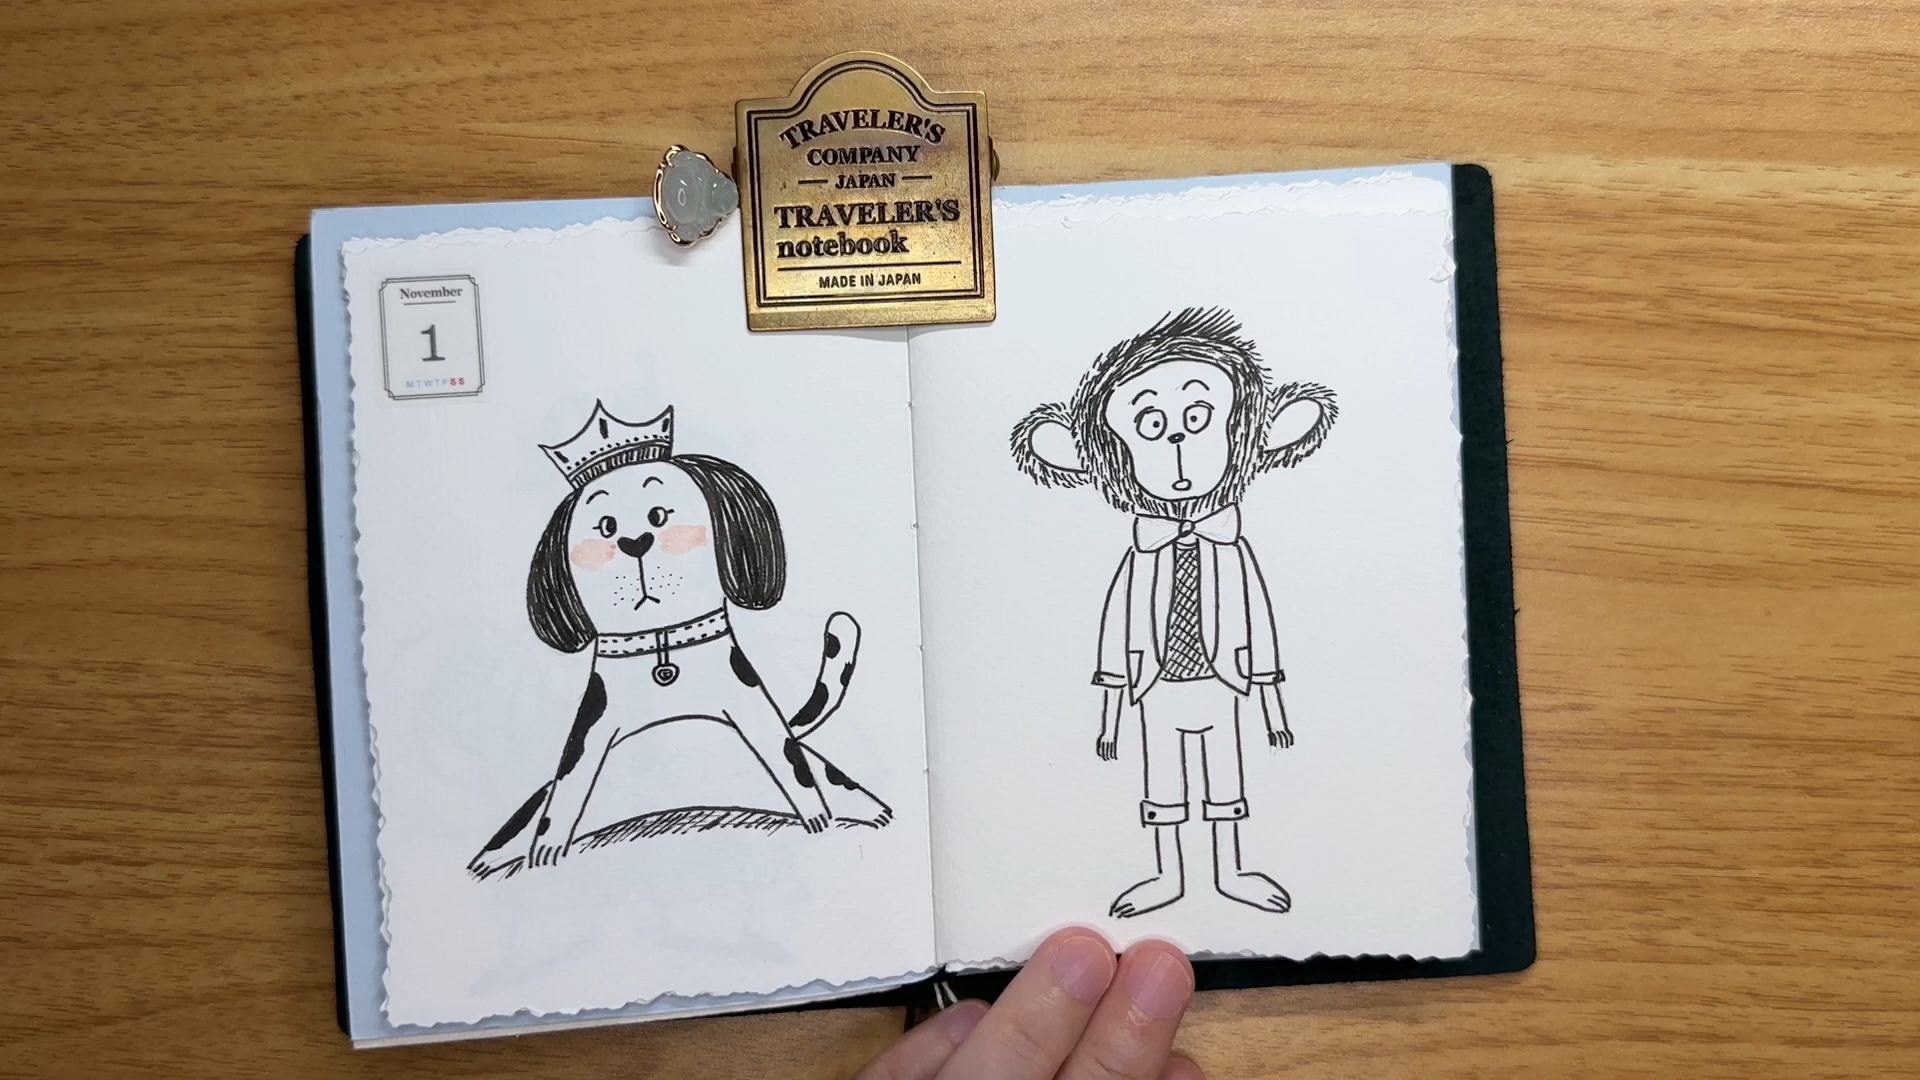 TRAVELER'S
COMPANY
JAPAN
TRAVELER'S
notebook
MADE IN JAPAN
November
1
MTWTFSS